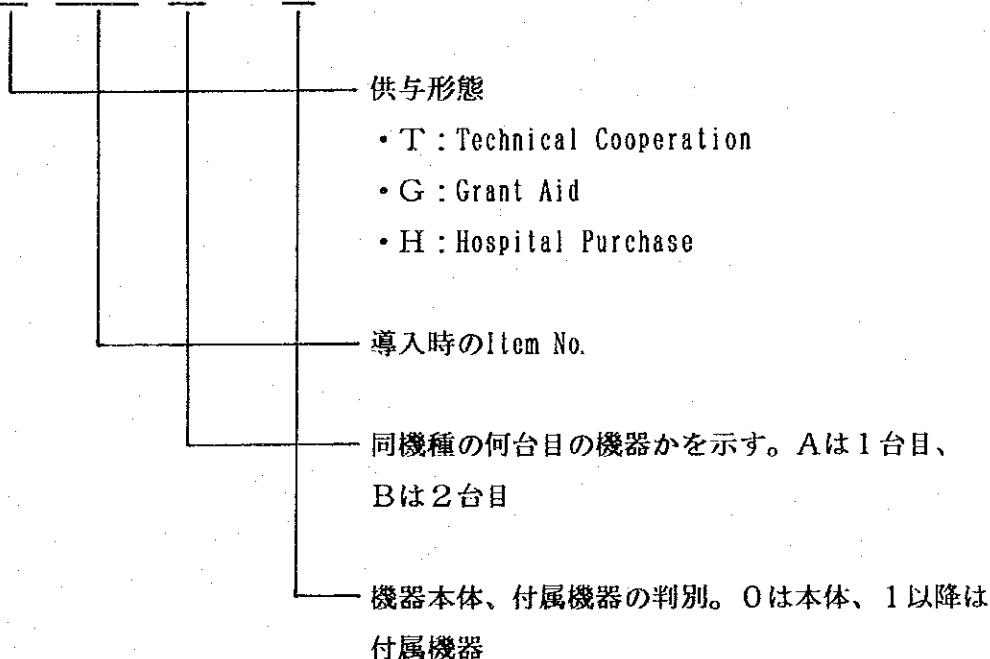 供与形態
・T：Technical Cooperation
・G：Grant Aid
・H：Hospital Purchase
導入時のItem No.
同機種の何台目の機器かを示す。Aは1台目、
Bは2台目
機器本体、付属機器の判別。0は本体、1以降は
付属機器